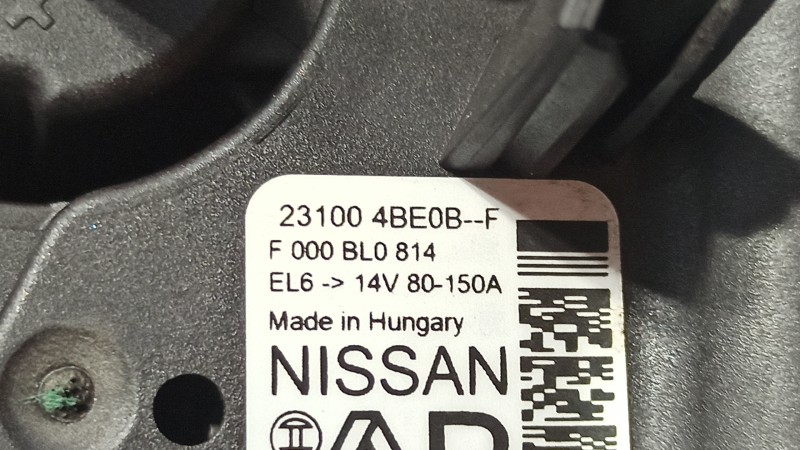 23100 4BE0B--F
F 000 BL0 814
EL6 -> 14V 80-150A
Made in Hungary
NISSAN